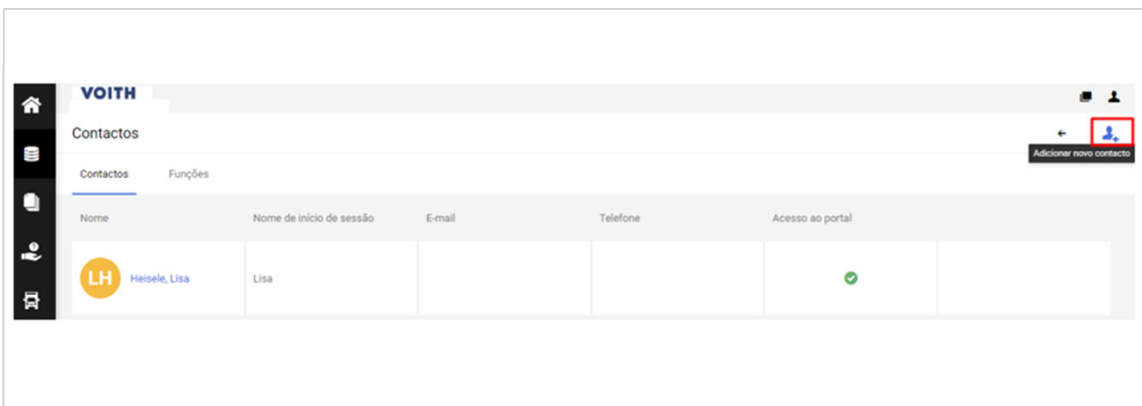 VOITH
Contactos
Adicionar novo contacto
Contactos Funções
Nome Nome de início de sessão E-mail Telefone Acesso ao portal
LH Heisele, Lisa Lisa